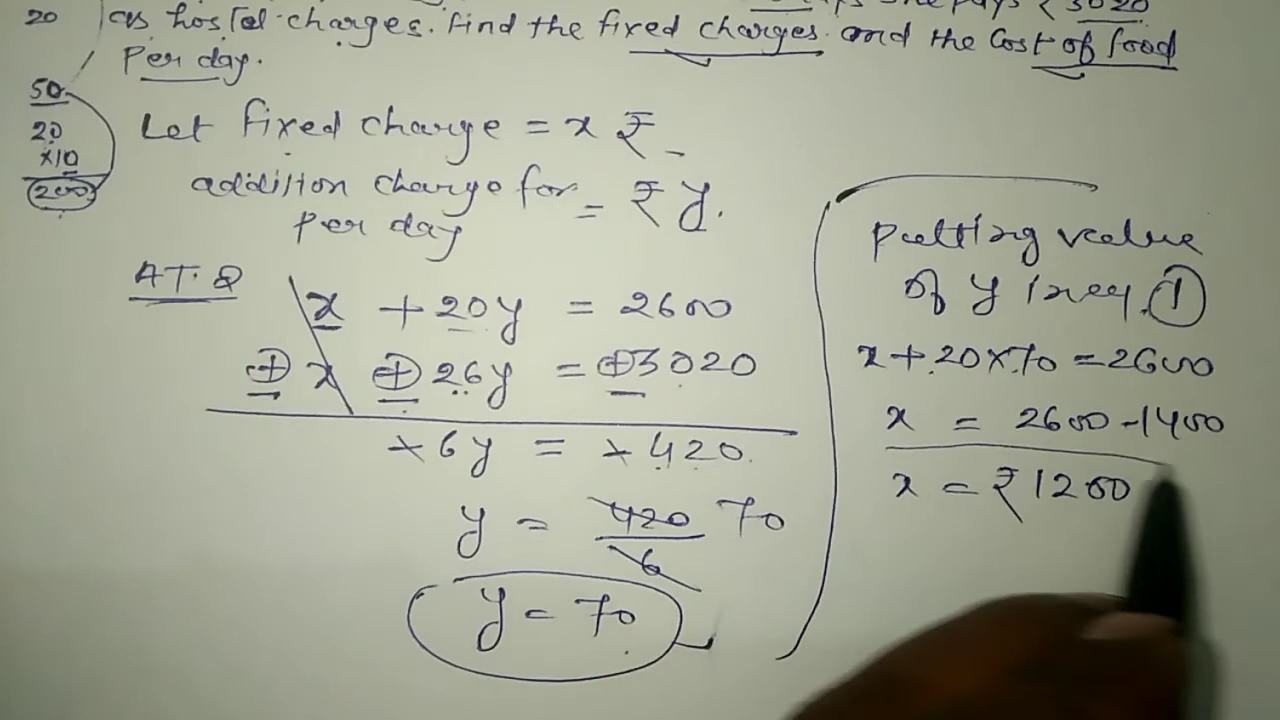 pays ₹ 3020
20 as hostel charges. find the fixed charges and the Cost of food
Per day.
50
20
×10
200
Let fixed charge = x ₹
addition charge for
per day = ₹ y.
A.T.Q
x + 20y = 2600
⊕ x ⊕ 26y = ⊕3020
+6y = +420
y = 420 70
6
y = 70
putting value
of y in eq. ①
x + 20×70 = 2600
x = 2600 - 1400
x = ₹ 1200